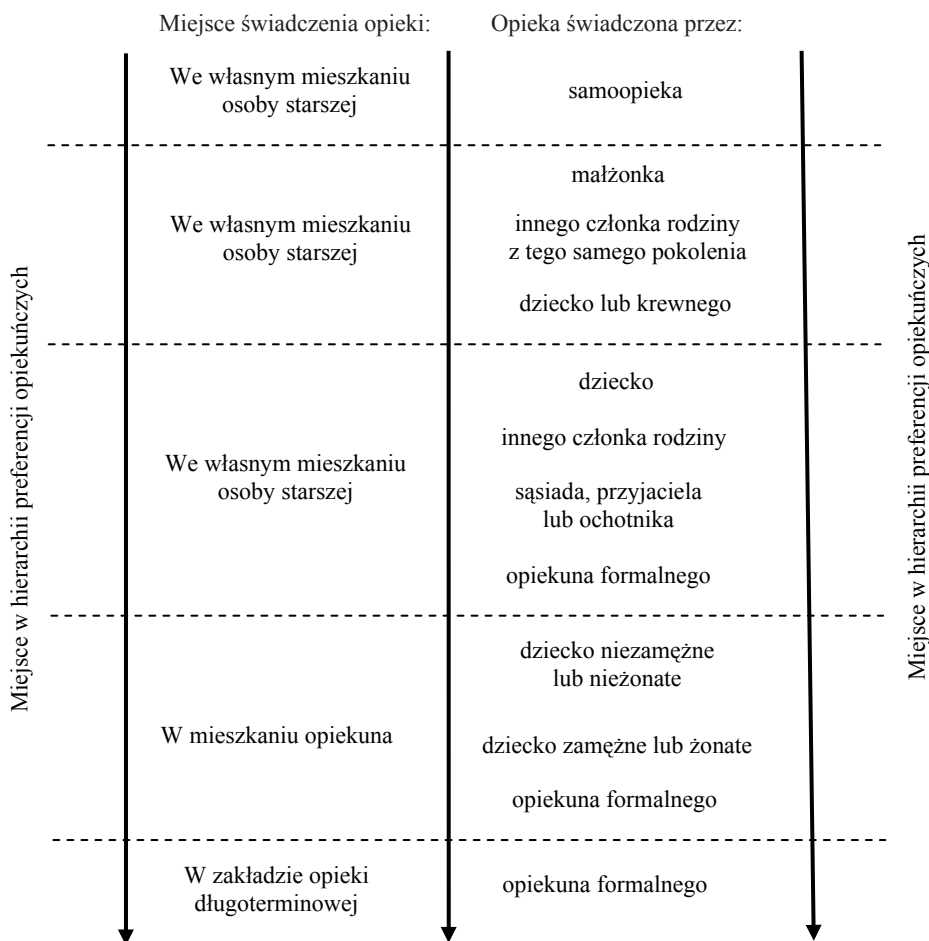 Miejsce świadczenia opieki:
Opieka świadczona przez:
We własnym mieszkaniu
osoby starszej
samoopieka
We własnym mieszkaniu
osoby starszej
małżonka
innego członka rodziny
z tego samego pokolenia
dziecko lub krewnego
We własnym mieszkaniu
osoby starszej
dziecko
innego członka rodziny
sąsiada, przyjaciela
lub ochotnika
opiekuna formalnego
W mieszkaniu opiekuna
dziecko niezamężne
lub nieżonate
dziecko zamężne lub żonate
opiekuna formalnego
W zakładzie opieki
długoterminowej
opiekuna formalnego
Miejsce w hierarchii preferencji opiekuńczych
Miejsce w hierarchii preferencji opiekuńczych